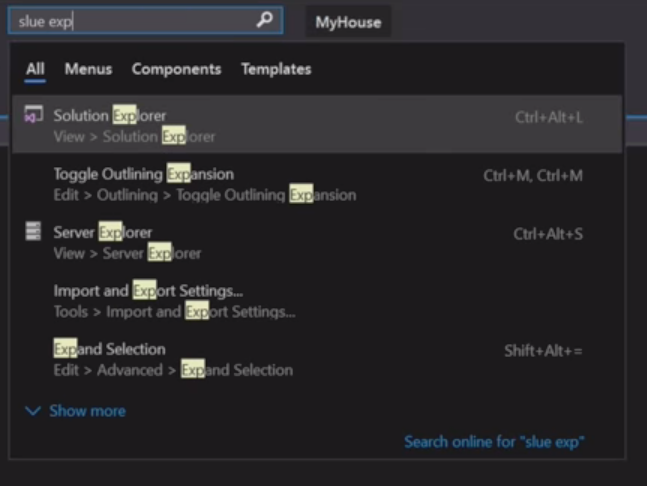 slue exp
MyHouse
All Menus Components Templates
Solution Explorer Ctrl+Alt+L
View > Solution Explorer
Toggle Outlining Expansion Ctrl+M, Ctrl+M
Edit > Outlining > Toggle Outlining Expansion
Server Explorer Ctrl+Alt+S
View > Server Explorer
Import and Export Settings...
Tools > Import and Export Settings...
Expand Selection Shift+Alt+=
Edit > Advanced > Expand Selection
Show more
Search online for "slue exp"